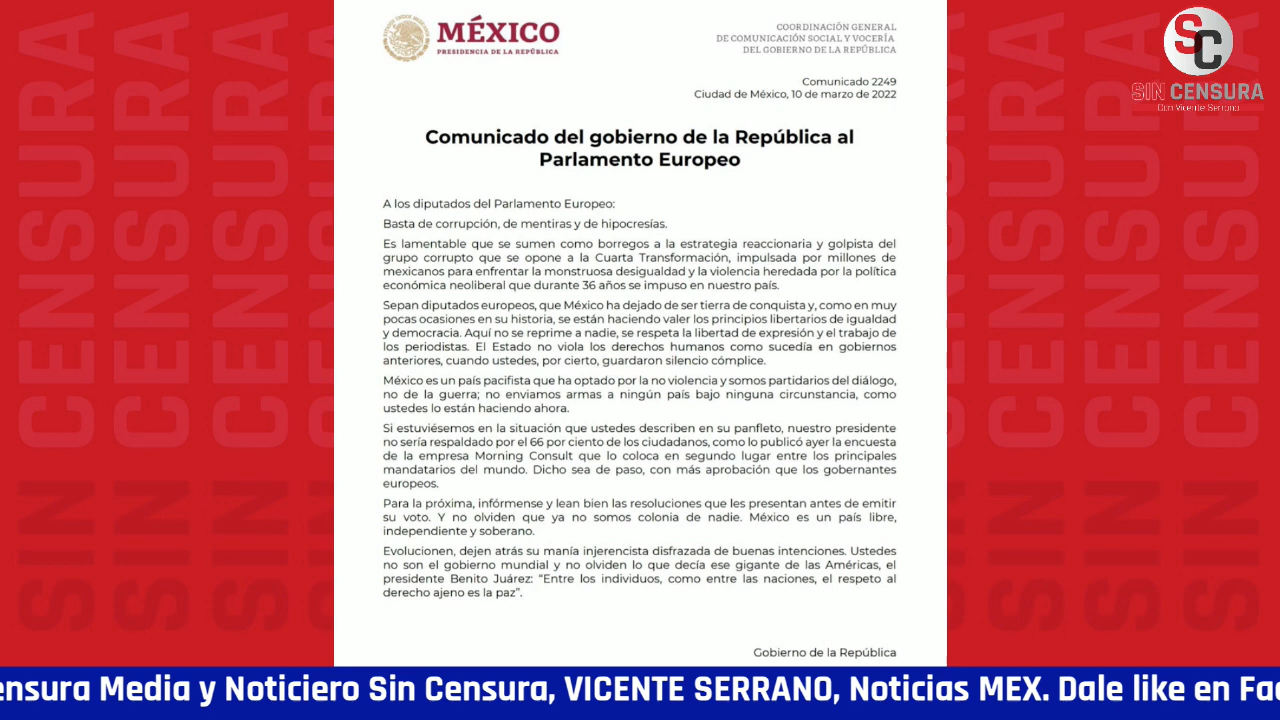 MÉXICO
PRESIDENCIA DE LA REPÚBLICA
COORDINACIÓN GENERAL
DE COMUNICACIÓN SOCIAL Y VOCERÍA
DEL GOBIERNO DE LA REPÚBLICA
SC
SIN CENSURA
Con Vicente Serrano
Comunicado 2249
Ciudad de México, 10 de marzo de 2022
Comunicado del gobierno de la República al
Parlamento Europeo
A los diputados del Parlamento Europeo:
Basta de corrupción, de mentiras y de hipocresías.
Es lamentable que se sumen como borregos a la estrategia reaccionaria y golpista del
grupo corrupto que se opone a la Cuarta Transformación, impulsada por millones de
mexicanos para enfrentar la monstruosa desigualdad y la violencia heredada por la política
económica neoliberal que durante 36 años se impuso en nuestro país.
Sepan diputados europeos, que México ha dejado de ser tierra de conquista y, como en muy
pocas ocasiones en su historia, se están haciendo valer los principios libertarios de igualdad
y democracia. Aquí no se reprime a nadie, se respeta la libertad de expresión y el trabajo de
los periodistas. El Estado no viola los derechos humanos como sucedía en gobiernos
anteriores, cuando ustedes, por cierto, guardaron silencio cómplice.
México es un país pacifista que ha optado por la no violencia y somos partidarios del diálogo,
no de la guerra; no enviamos armas a ningún país bajo ninguna circunstancia, como
ustedes lo están haciendo ahora.
Si estuviésemos en la situación que ustedes describen en su panfleto, nuestro presidente
no sería respaldado por el 66 por ciento de los ciudadanos, como lo publicó ayer la encuesta
de la empresa Morning Consult que lo coloca en segundo lugar entre los principales
mandatarios del mundo. Dicho sea de paso, con más aprobación que los gobernantes
europeos.
Para la próxima, infórmense y lean bien las resoluciones que les presentan antes de emitir
su voto. Y no olviden que ya no somos colonia de nadie. México es un país libre,
independiente y soberano.
Evolucionen, dejen atrás su manía injerencista disfrazada de buenas intenciones. Ustedes
no son el gobierno mundial y no olviden lo que decía ese gigante de las Américas, el
presidente Benito Juárez: “Entre los individuos, como entre las naciones, el respeto al
derecho ajeno es la paz”.
Gobierno de la República
SIN CENSURA
SIN CENSURA
SIN CENSURA
SIN CENSURA
SIN CENSURA
SIN CENSURA
ensura Media y Noticiero Sin Censura, VICENTE SERRANO, Noticias MEX. Dale like en Fac